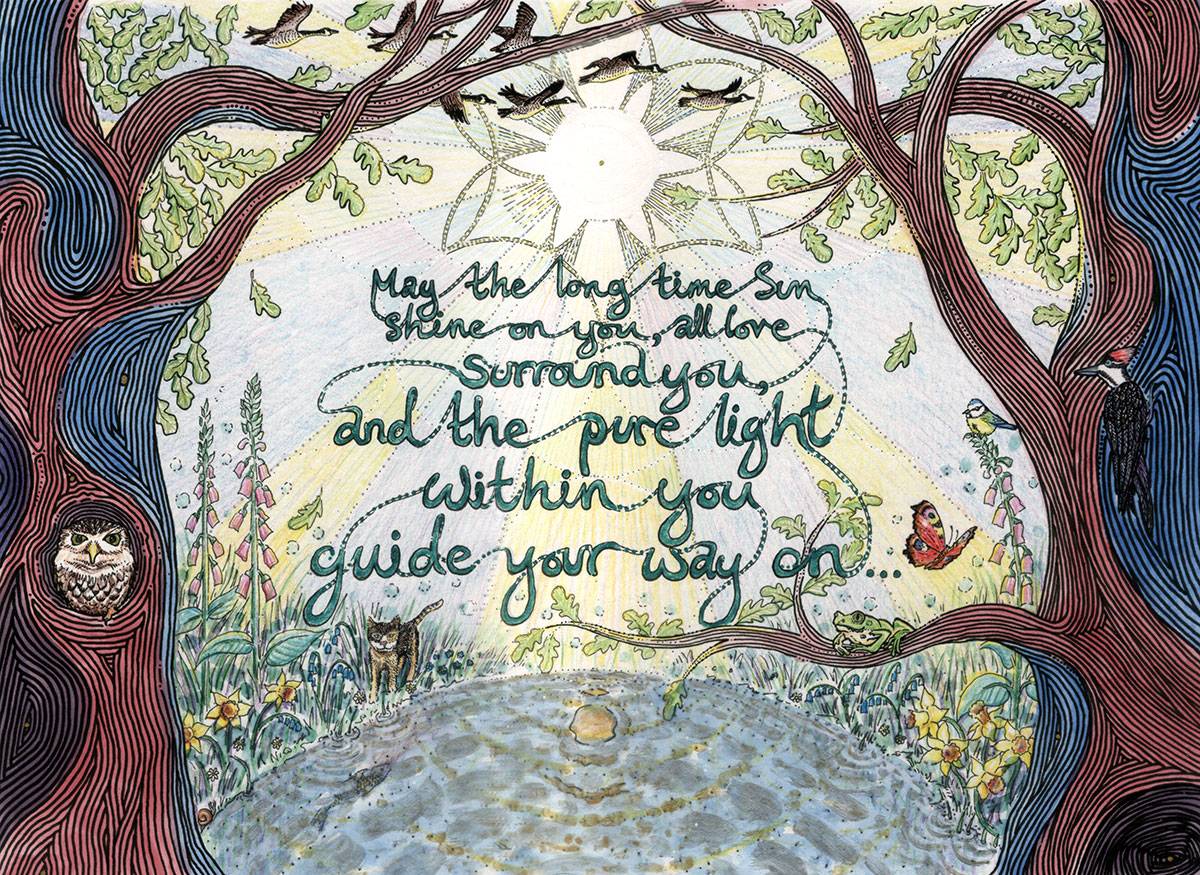 May the long time Sun
Shine on you, all love
Surround you,
and the pure light
within you
guide your way on...